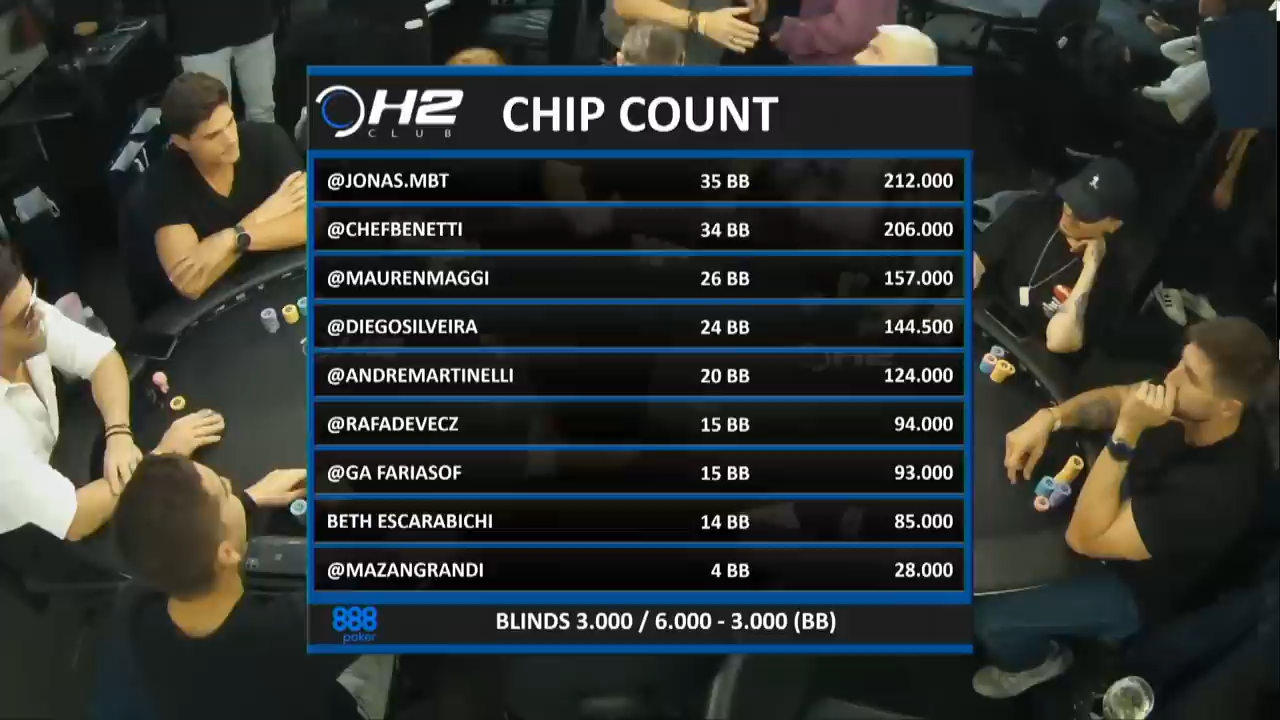 H2 CLUB CHIP COUNT
@JONAS.MBT 35 BB 212.000
@CHEFBENETTI 34 BB 206.000
@MAURENMAGGI 26 BB 157.000
@DIEGOSILVEIRA 24 BB 144.500
@ANDREMARTINELLI 20 BB 124.000
@RAFADEVECZ 15 BB 94.000
@GA FARIASOF 15 BB 93.000
BETH ESCARABICHI 14 BB 85.000
@MAZANGRANDI 4 BB 28.000
888 poker BLINDS 3.000 / 6.000 - 3.000 (BB)